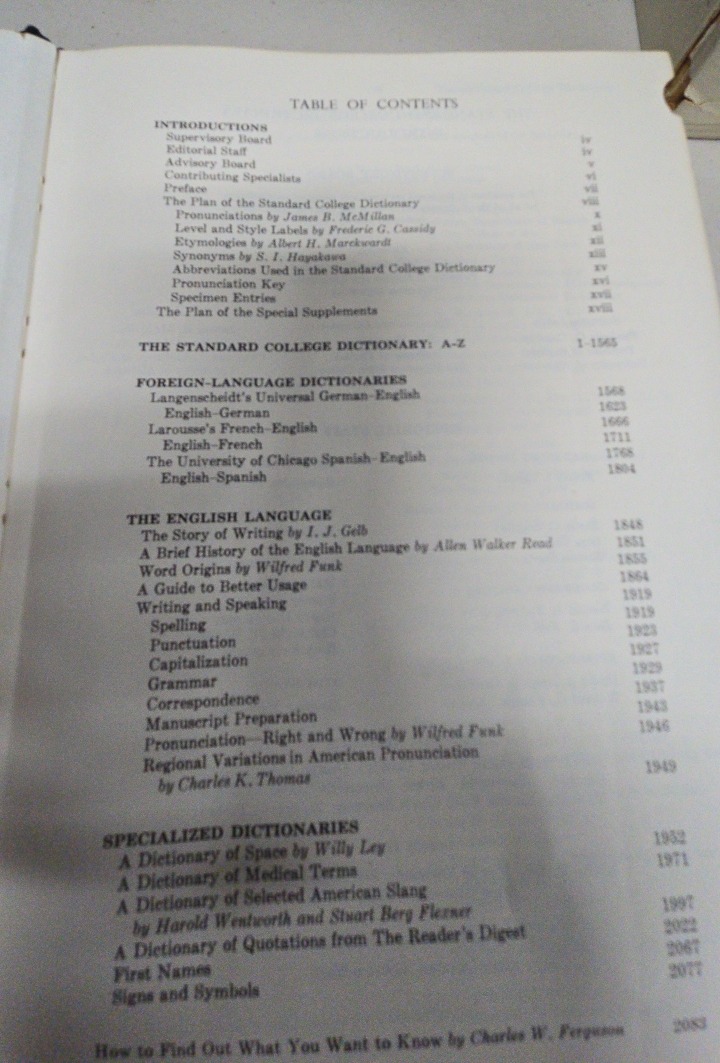 TABLE OF CONTENTS
INTRODUCTIONS
Supervisory Board iv
Editorial Staff iv
Advisory Board v
Contributing Specialists vi
Preface vii
The Plan of the Standard College Dictionary viii
Pronunciations by James B. McMillan x
Level and Style Labels by Frederic G. Cassidy xi
Etymologies by Albert H. Marckwardt xii
Synonyms by S. I. Hayakawa xiii
Abbreviations Used in the Standard College Dictionary xv
Pronunciation Key xvi
Specimen Entries xvii
The Plan of the Special Supplements xviii
THE STANDARD COLLEGE DICTIONARY: A-Z 1-1565
FOREIGN-LANGUAGE DICTIONARIES
Langenscheidt's Universal German-English 1568
English-German 1623
Larousse's French-English 1666
English-French 1711
The University of Chicago Spanish-English 1768
English-Spanish 1804
THE ENGLISH LANGUAGE
The Story of Writing by I. J. Gelb 1848
A Brief History of the English Language by Allen Walker Read 1851
Word Origins by Wilfred Funk 1855
A Guide to Better Usage 1864
Writing and Speaking 1919
Spelling 1919
Punctuation 1923
Capitalization 1927
Grammar 1929
Correspondence 1937
Manuscript Preparation 1943
Pronunciation—Right and Wrong by Wilfred Funk 1946
Regional Variations in American Pronunciation
by Charles K. Thomas 1949
SPECIALIZED DICTIONARIES
A Dictionary of Space by Willy Ley 1952
A Dictionary of Medical Terms 1971
A Dictionary of Selected American Slang
by Harold Wentworth and Stuart Berg Flexner 1997
A Dictionary of Quotations from The Reader's Digest 2022
First Names 2067
Signs and Symbols 2077
How to Find Out What You Want to Know by Charles W. Ferguson 2083